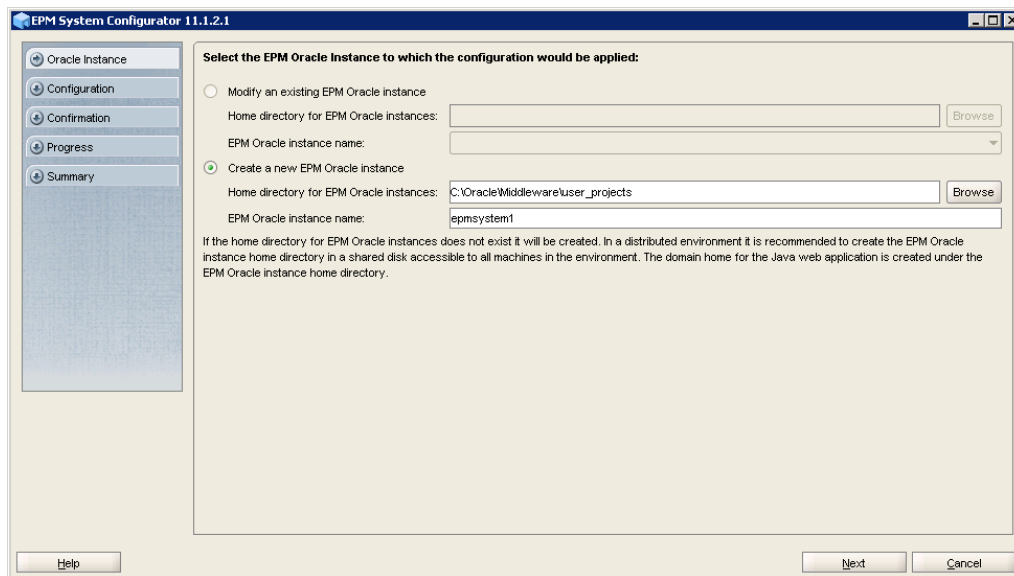 EPM System Configurator 11.1.2.1
Oracle Instance
Configuration
Confirmation
Progress
Summary
Select the EPM Oracle Instance to which the configuration would be applied:
Modify an existing EPM Oracle instance
Home directory for EPM Oracle instances:
Browse
EPM Oracle instance name:
Create a new EPM Oracle instance
Home directory for EPM Oracle instances: C:\Oracle\Middleware\user_projects Browse
EPM Oracle instance name: epmsystem1
If the home directory for EPM Oracle instances does not exist it will be created. In a distributed environment it is recommended to create the EPM Oracle
instance home directory in a shared disk accessible to all machines in the environment. The domain home for the Java web application is created under the
EPM Oracle instance home directory.
Help
Next
Cancel